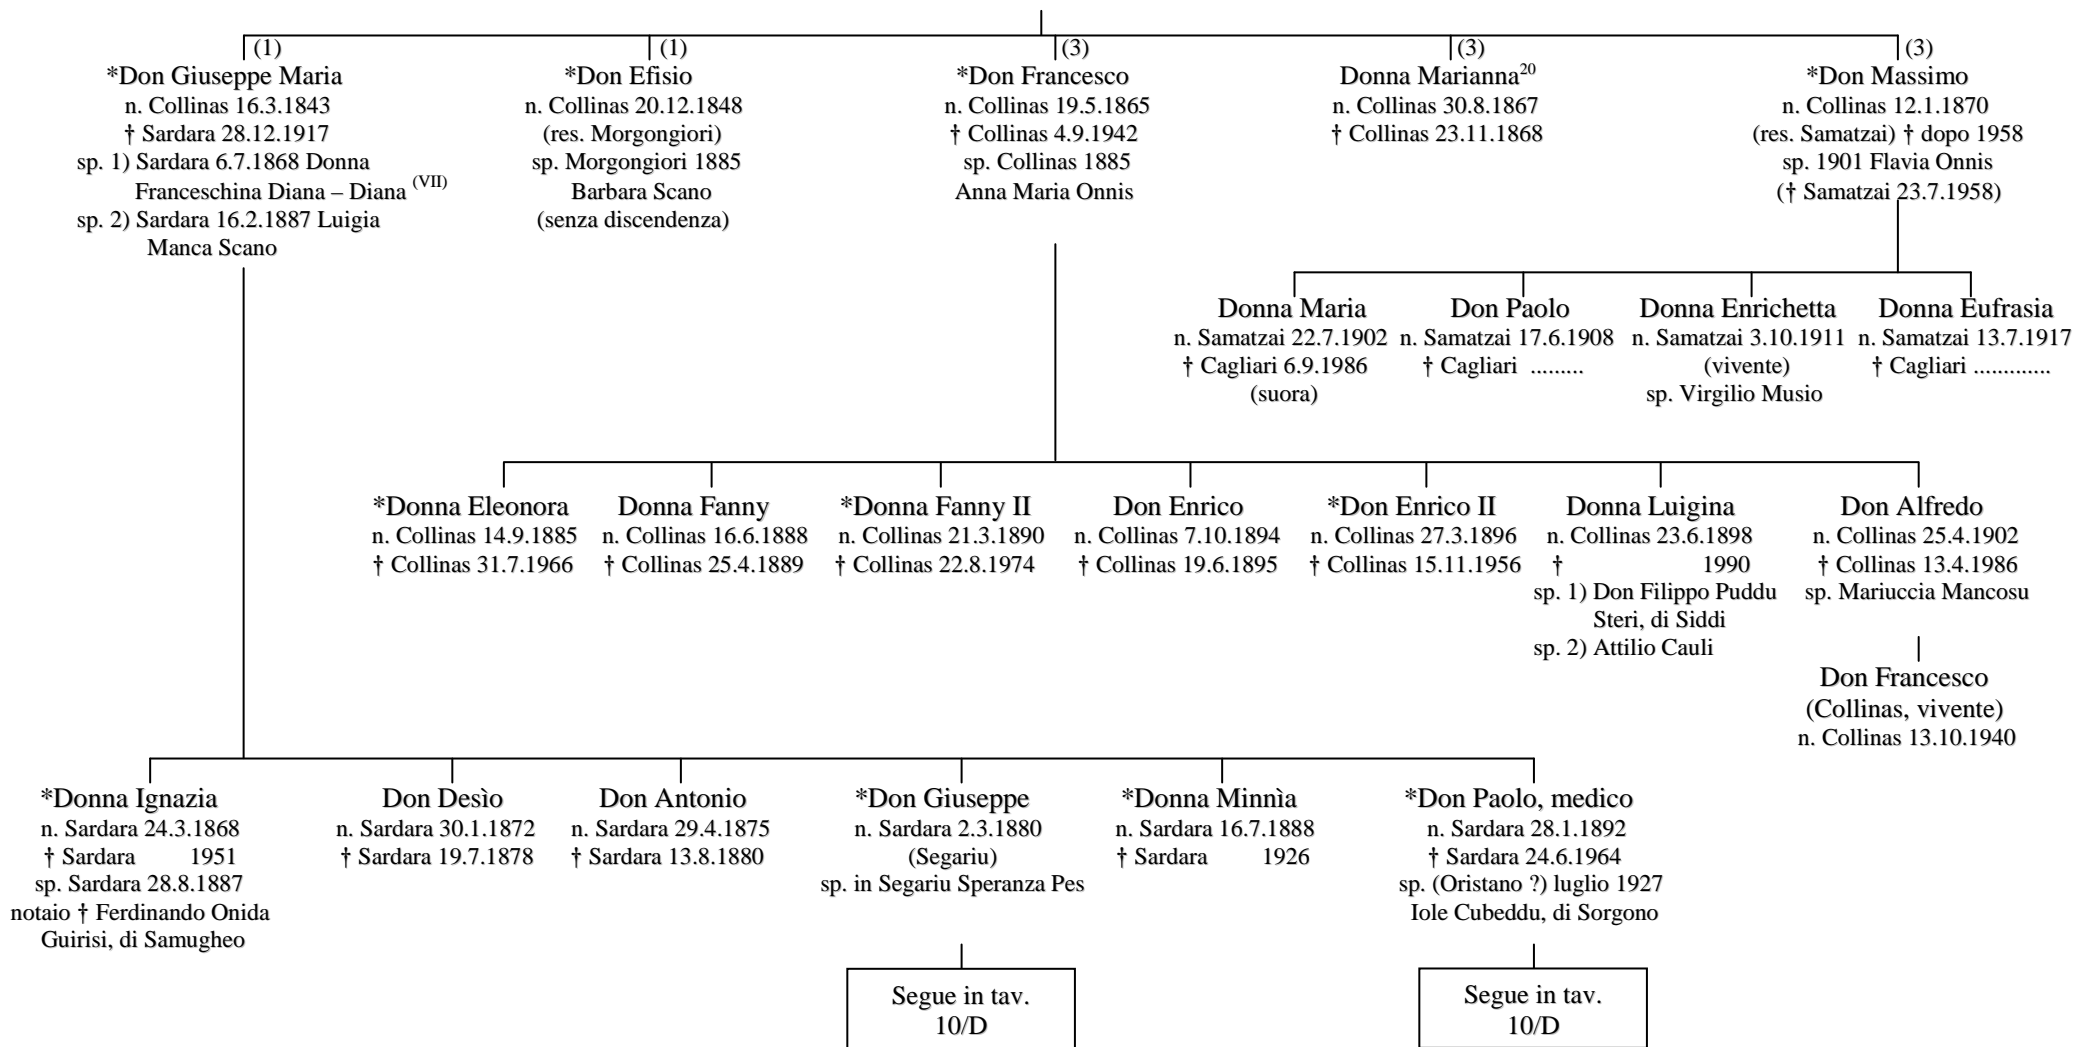 (1)
*Don Giuseppe Maria
n. Collinas 16.3.1843
† Sardara 28.12.1917
sp. 1) Sardara 6.7.1868 Donna
Franceschina Diana – Diana (VII)
sp. 2) Sardara 16.2.1887 Luigia
Manca Scano
(1)
*Don Efisio
n. Collinas 20.12.1848
(res. Morgongiori)
sp. Morgongiori 1885
Barbara Scano
(senza discendenza)
(3)
*Don Francesco
n. Collinas 19.5.1865
† Collinas 4.9.1942
sp. Collinas 1885
Anna Maria Onnis
(3)
Donna Marianna20
n. Collinas 30.8.1867
† Collinas 23.11.1868
(3)
*Don Massimo
n. Collinas 12.1.1870
(res. Samatzai) † dopo 1958
sp. 1901 Flavia Onnis
(† Samatzai 23.7.1958)
Donna Maria
n. Samatzai 22.7.1902
† Cagliari 6.9.1986
(suora)
Don Paolo
n. Samatzai 17.6.1908
† Cagliari .........
Donna Enrichetta
n. Samatzai 3.10.1911
(vivente)
sp. Virgilio Musio
Donna Eufrasia
n. Samatzai 13.7.1917
† Cagliari .............
*Donna Eleonora
n. Collinas 14.9.1885
† Collinas 31.7.1966
Donna Fanny
n. Collinas 16.6.1888
† Collinas 25.4.1889
*Donna Fanny II
n. Collinas 21.3.1890
† Collinas 22.8.1974
Don Enrico
n. Collinas 7.10.1894
† Collinas 19.6.1895
*Don Enrico II
n. Collinas 27.3.1896
† Collinas 15.11.1956
Donna Luigina
n. Collinas 23.6.1898
† 1990
sp. 1) Don Filippo Puddu
Steri, di Siddi
sp. 2) Attilio Cauli
Don Alfredo
n. Collinas 25.4.1902
† Collinas 13.4.1986
sp. Mariuccia Mancosu
Don Francesco
(Collinas, vivente)
n. Collinas 13.10.1940
*Donna Ignazia
n. Sardara 24.3.1868
† Sardara 1951
sp. Sardara 28.8.1887
notaio † Ferdinando Onida
Guirisi, di Samugheo
Don Desìo
n. Sardara 30.1.1872
† Sardara 19.7.1878
Don Antonio
n. Sardara 29.4.1875
† Sardara 13.8.1880
*Don Giuseppe
n. Sardara 2.3.1880
(Segariu)
sp. in Segariu Speranza Pes
*Donna Minnìa
n. Sardara 16.7.1888
† Sardara 1926
*Don Paolo, medico
n. Sardara 28.1.1892
† Sardara 24.6.1964
sp. (Oristano ?) luglio 1927
Iole Cubeddu, di Sorgono
Segue in tav.
10/D
Segue in tav.
10/D